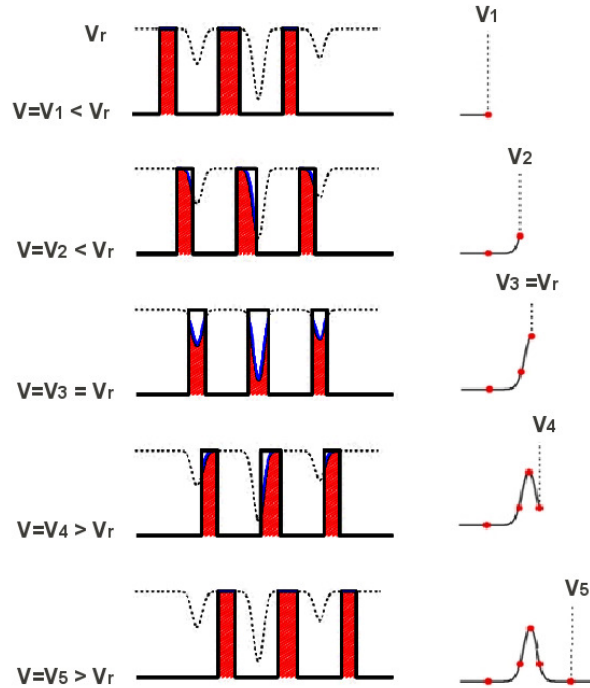 Vr
V1
V=V1 < Vr
V2
V=V2 < Vr
V3 =Vr
V=V3 = Vr
V4
V=V4 > Vr
V5
V=V5 > Vr